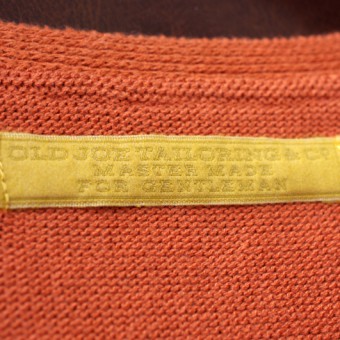 OLD JOE TAILORING & CO
MASTER MADE
FOR GENTLEMAN